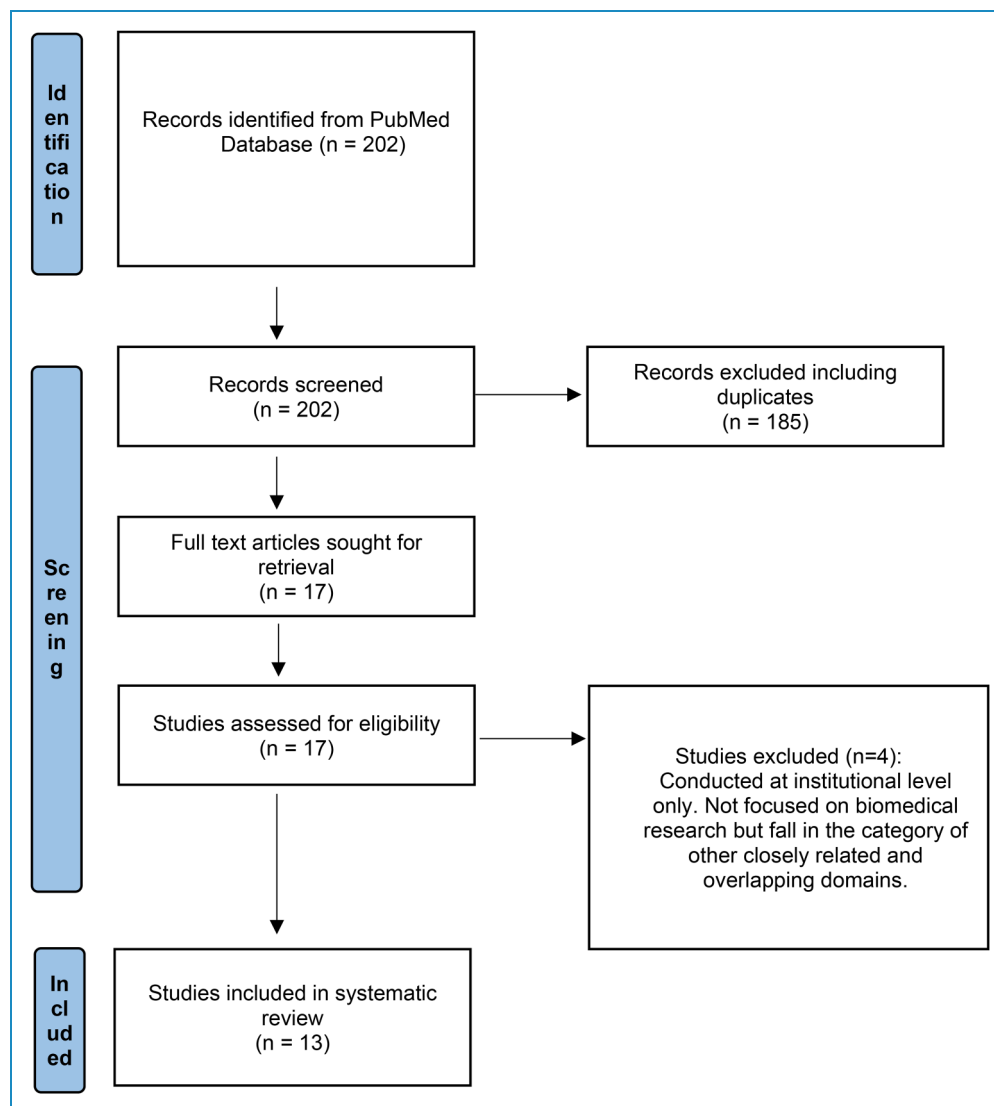 Id
en
tifi
ca
tio
n
Records identified from PubMed
Database (n = 202)
Sc
re
en
in
g
Records screened
(n = 202)
Records excluded including
duplicates
(n = 185)
Full text articles sought for
retrieval
(n = 17)
Studies assessed for eligibility
(n = 17)
Studies excluded (n=4):
Conducted at institutional level
only. Not focused on biomedical
research but fall in the category of
other closely related and
overlapping domains.
In
cl
ud
ed
Studies included in systematic
review
(n = 13)